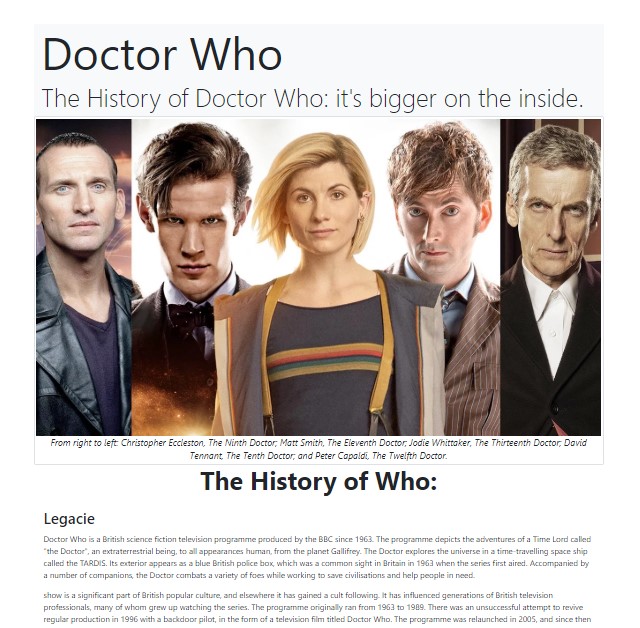 Doctor Who
The History of Doctor Who: it's bigger on the inside.
From right to left: Christopher Eccleston, The Ninth Doctor; Matt Smith, The Eleventh Doctor; Jodie Whittaker, The Thirteenth Doctor; David
Tennant, The Tenth Doctor; and Peter Capaldi, The Twelfth Doctor.
The History of Who:
Legacie
Doctor Who is a British science fiction television programme produced by the BBC since 1963. The programme depicts the adventures of a Time Lord called
"the Doctor", an extraterrestrial being, to all appearances human, from the planet Gallifrey. The Doctor explores the universe in a time-travelling space ship
called the TARDIS. Its exterior appears as a blue British police box, which was a common sight in Britain in 1963 when the series first aired. Accompanied by
a number of companions, the Doctor combats a variety of foes while working to save civilisations and help people in need.
show is a significant part of British popular culture, and elsewhere it has gained a cult following. It has influenced generations of British television
professionals, many of whom grew up watching the series. The programme originally ran from 1963 to 1989. There was an unsuccessful attempt to revive
regular production in 1996 with a backdoor pilot, in the form of a television film titled Doctor Who. The programme was relaunched in 2005, and since then